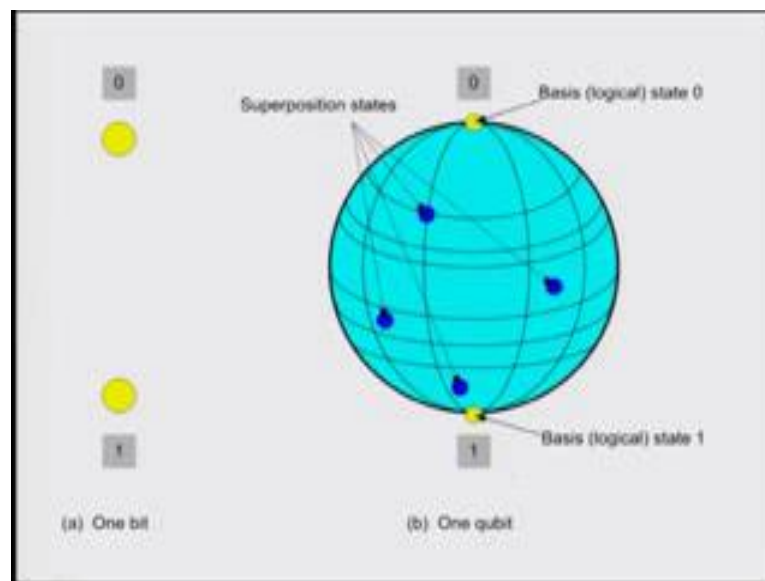 0
0
Basis (logical) state 0
Superposition states
Basis (logical) state 1
1
1
(a) One bit
(b) One qubit